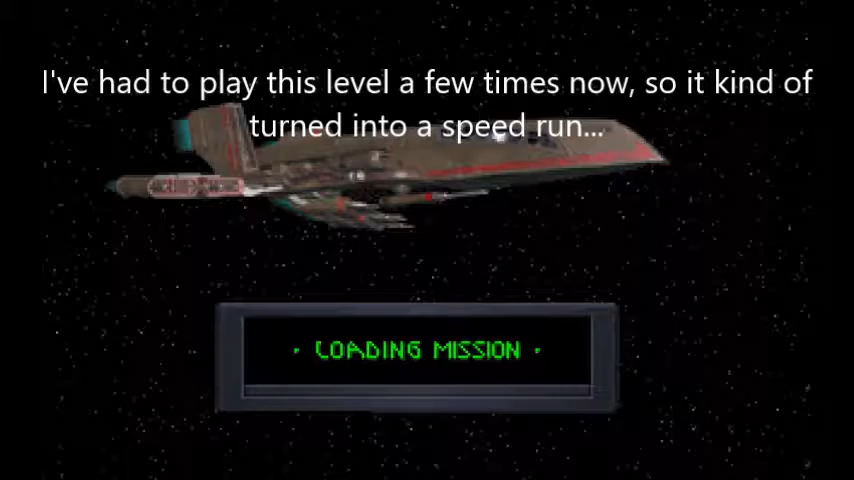 I've had to play this level a few times now, so it kind of
turned into a speed run...
· LOADING MISSION ·